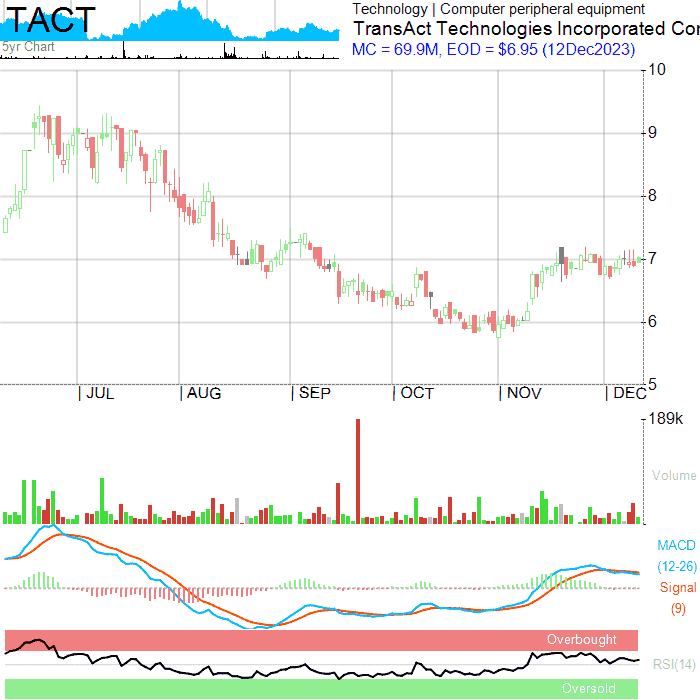 TACT
5yr Chart
Technology | Computer peripheral equipment
TransAct Technologies Incorporated Cor
MC = 69.9M, EOD = $6.95 (12Dec2023)
10
9
8
7
6
5
| JUL | AUG | SEP | OCT | NOV | DEC
189k
Volume
MACD
(12-26)
Signal
(9)
Overbought
RSI(14)
Oversold